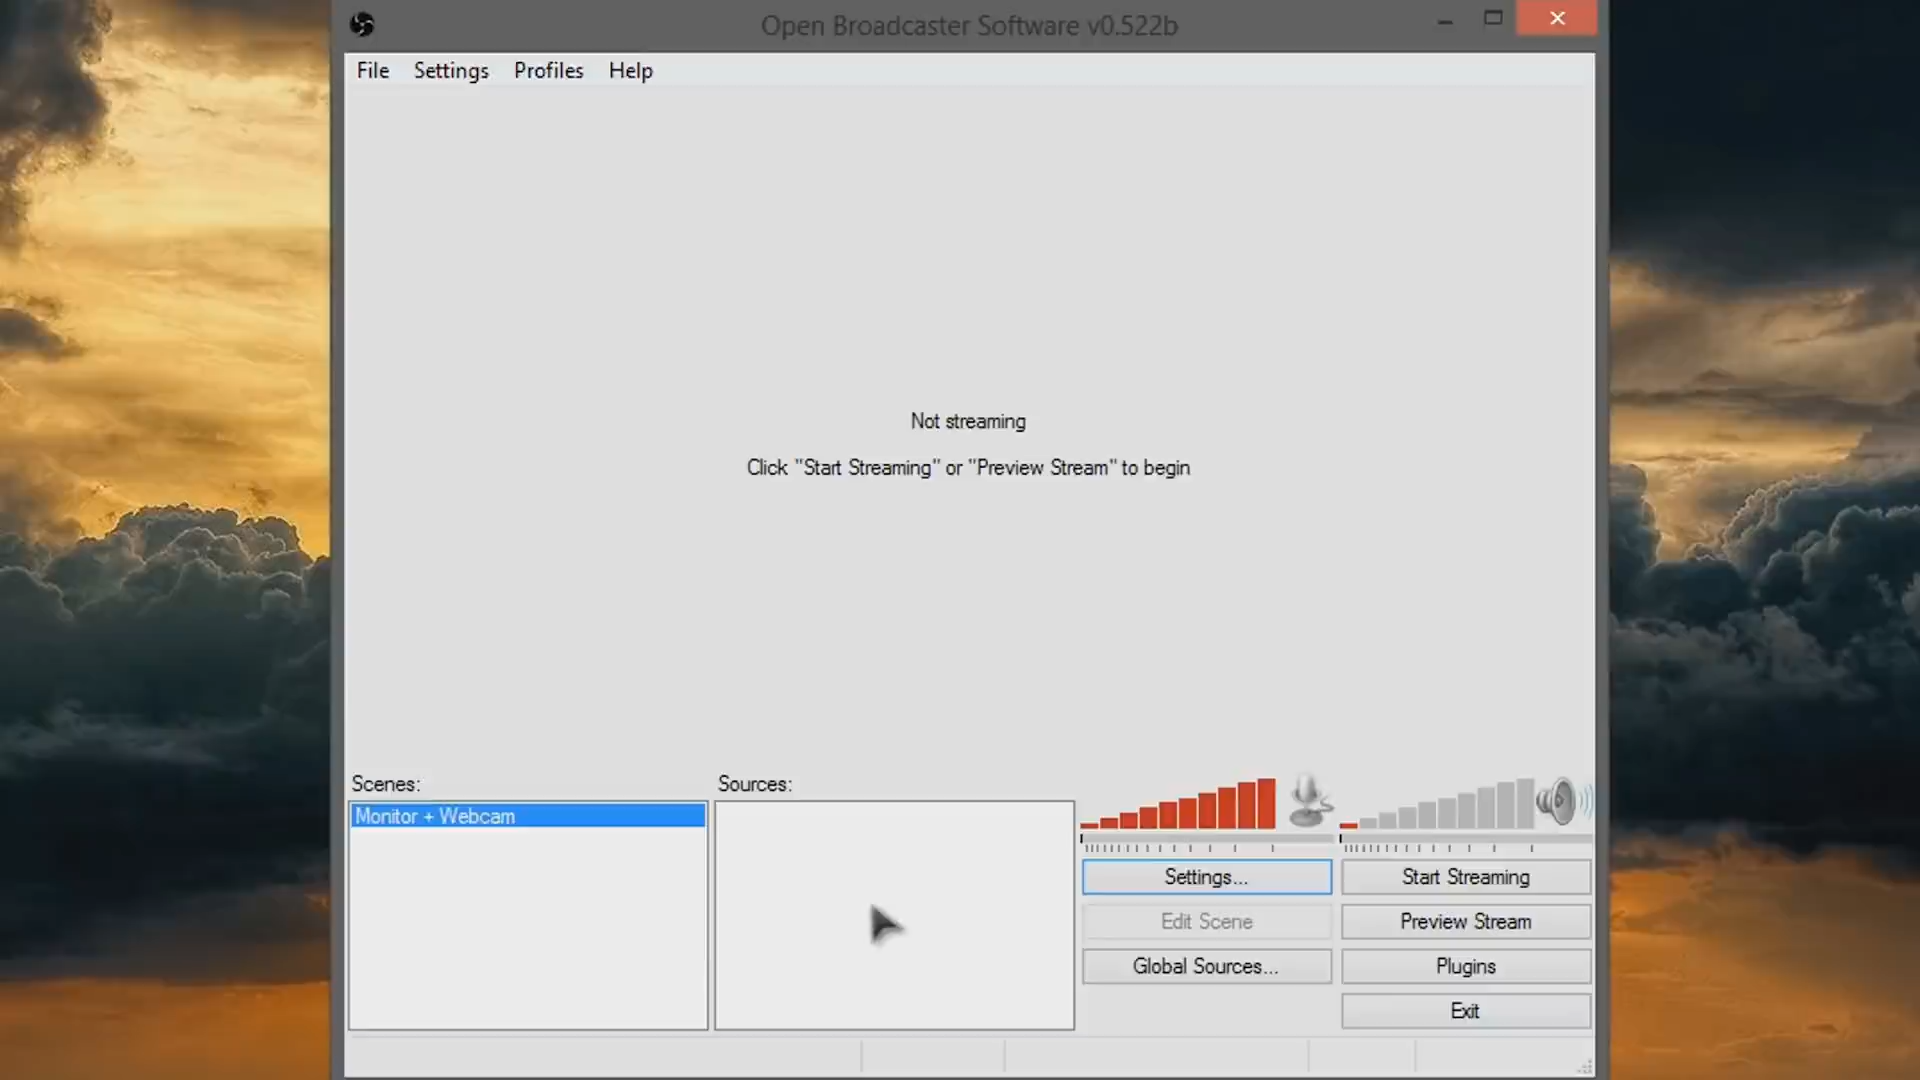 Open Broadcaster Software v0.522b
File Settings Profiles Help
Not streaming
Click "Start Streaming" or "Preview Stream" to begin
Scenes:
Sources:
Monitor + Webcam
Settings...
Start Streaming
Edit Scene
Preview Stream
Global Sources...
Plugins
Exit